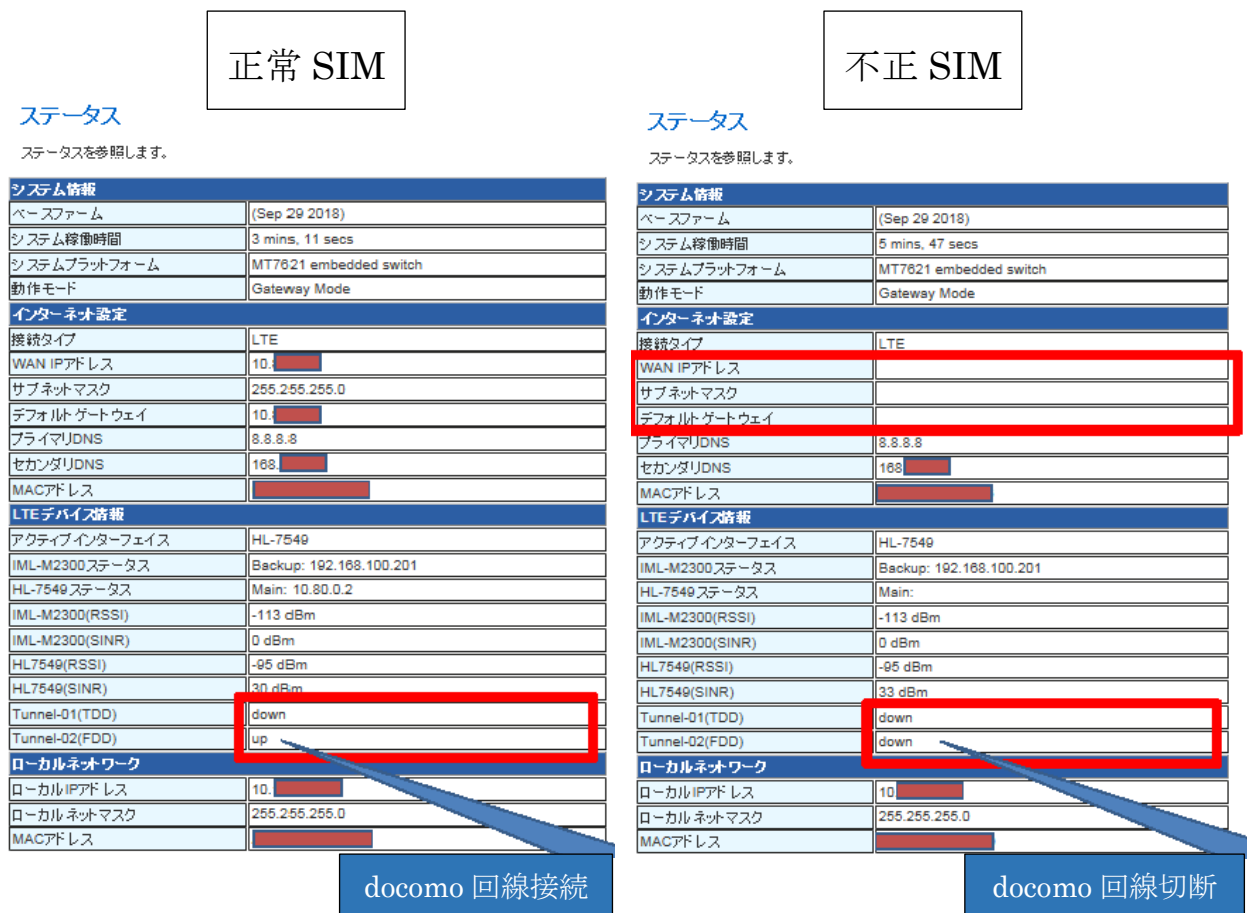 正常 SIM
ステータス
ステータスを参照します。
システム情報
ベースファーム (Sep 29 2018)
システム稼働時間 3 mins, 11 secs
システムプラットフォーム MT7621 embedded switch
動作モード Gateway Mode
インターネット設定
接続タイプ LTE
WAN IPアドレス 10.
サブネットマスク 255.255.255.0
デフォルトゲートウェイ 10.
プライマリDNS 8.8.8.8
セカンダリDNS 168.
MACアドレス
LTEデバイス情報
アクティブインターフェイス HL-7549
IML-M2300ステータス Backup: 192.168.100.201
HL-7549ステータス Main: 10.80.0.2
IML-M2300(RSSI) -113 dBm
IML-M2300(SINR) 0 dBm
HL7549(RSSI) -95 dBm
HL7549(SINR) 30 dBm
Tunnel-01(TDD) down
Tunnel-02(FDD) up
ローカルネットワーク
ローカルIPアドレス 10.
ローカルネットマスク 255.255.255.0
MACアドレス
docomo 回線接続
不正 SIM
ステータス
ステータスを参照します。
システム情報
ベースファーム (Sep 29 2018)
システム稼働時間 5 mins, 47 secs
システムプラットフォーム MT7621 embedded switch
動作モード Gateway Mode
インターネット設定
接続タイプ LTE
WAN IPアドレス
サブネットマスク
デフォルトゲートウェイ
プライマリDNS 8.8.8.8
セカンダリDNS 168
MACアドレス
LTEデバイス情報
アクティブインターフェイス HL-7549
IML-M2300ステータス Backup: 192.168.100.201
HL-7549ステータス Main:
IML-M2300(RSSI) -113 dBm
IML-M2300(SINR) 0 dBm
HL7549(RSSI) -95 dBm
HL7549(SINR) 33 dBm
Tunnel-01(TDD) down
Tunnel-02(FDD) down
ローカルネットワーク
ローカルIPアドレス 10
ローカルネットマスク 255.255.255.0
MACアドレス
docomo 回線切断